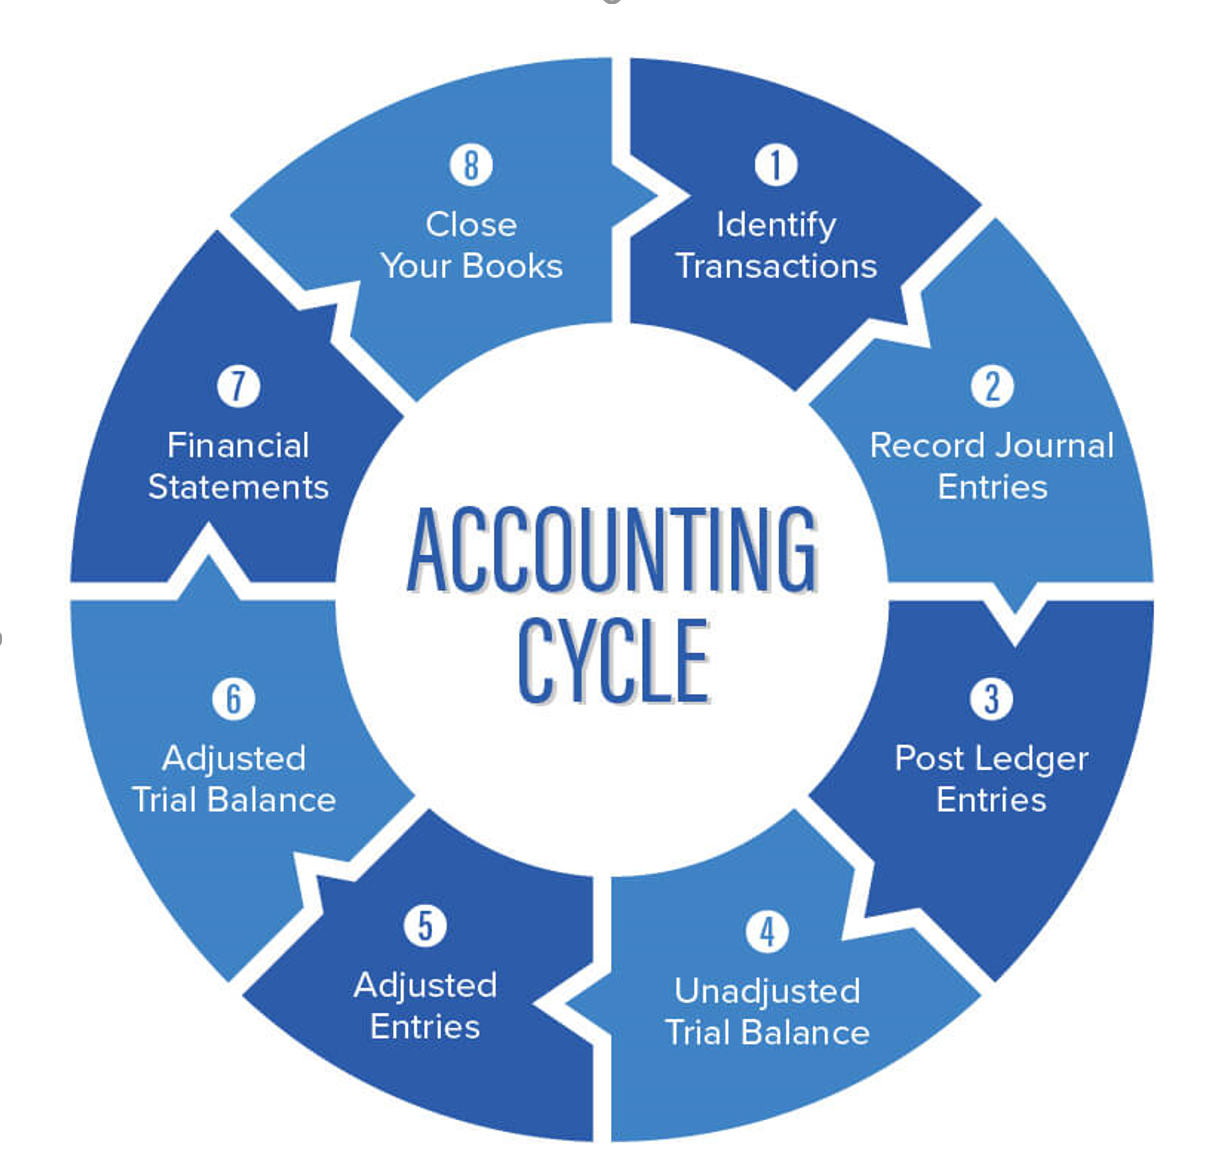 ACCOUNTING
CYCLE
1
Identify
Transactions
2
Record Journal
Entries
3
Post Ledger
Entries
4
Unadjusted
Trial Balance
5
Adjusted
Entries
6
Adjusted
Trial Balance
7
Financial
Statements
8
Close
Your Books